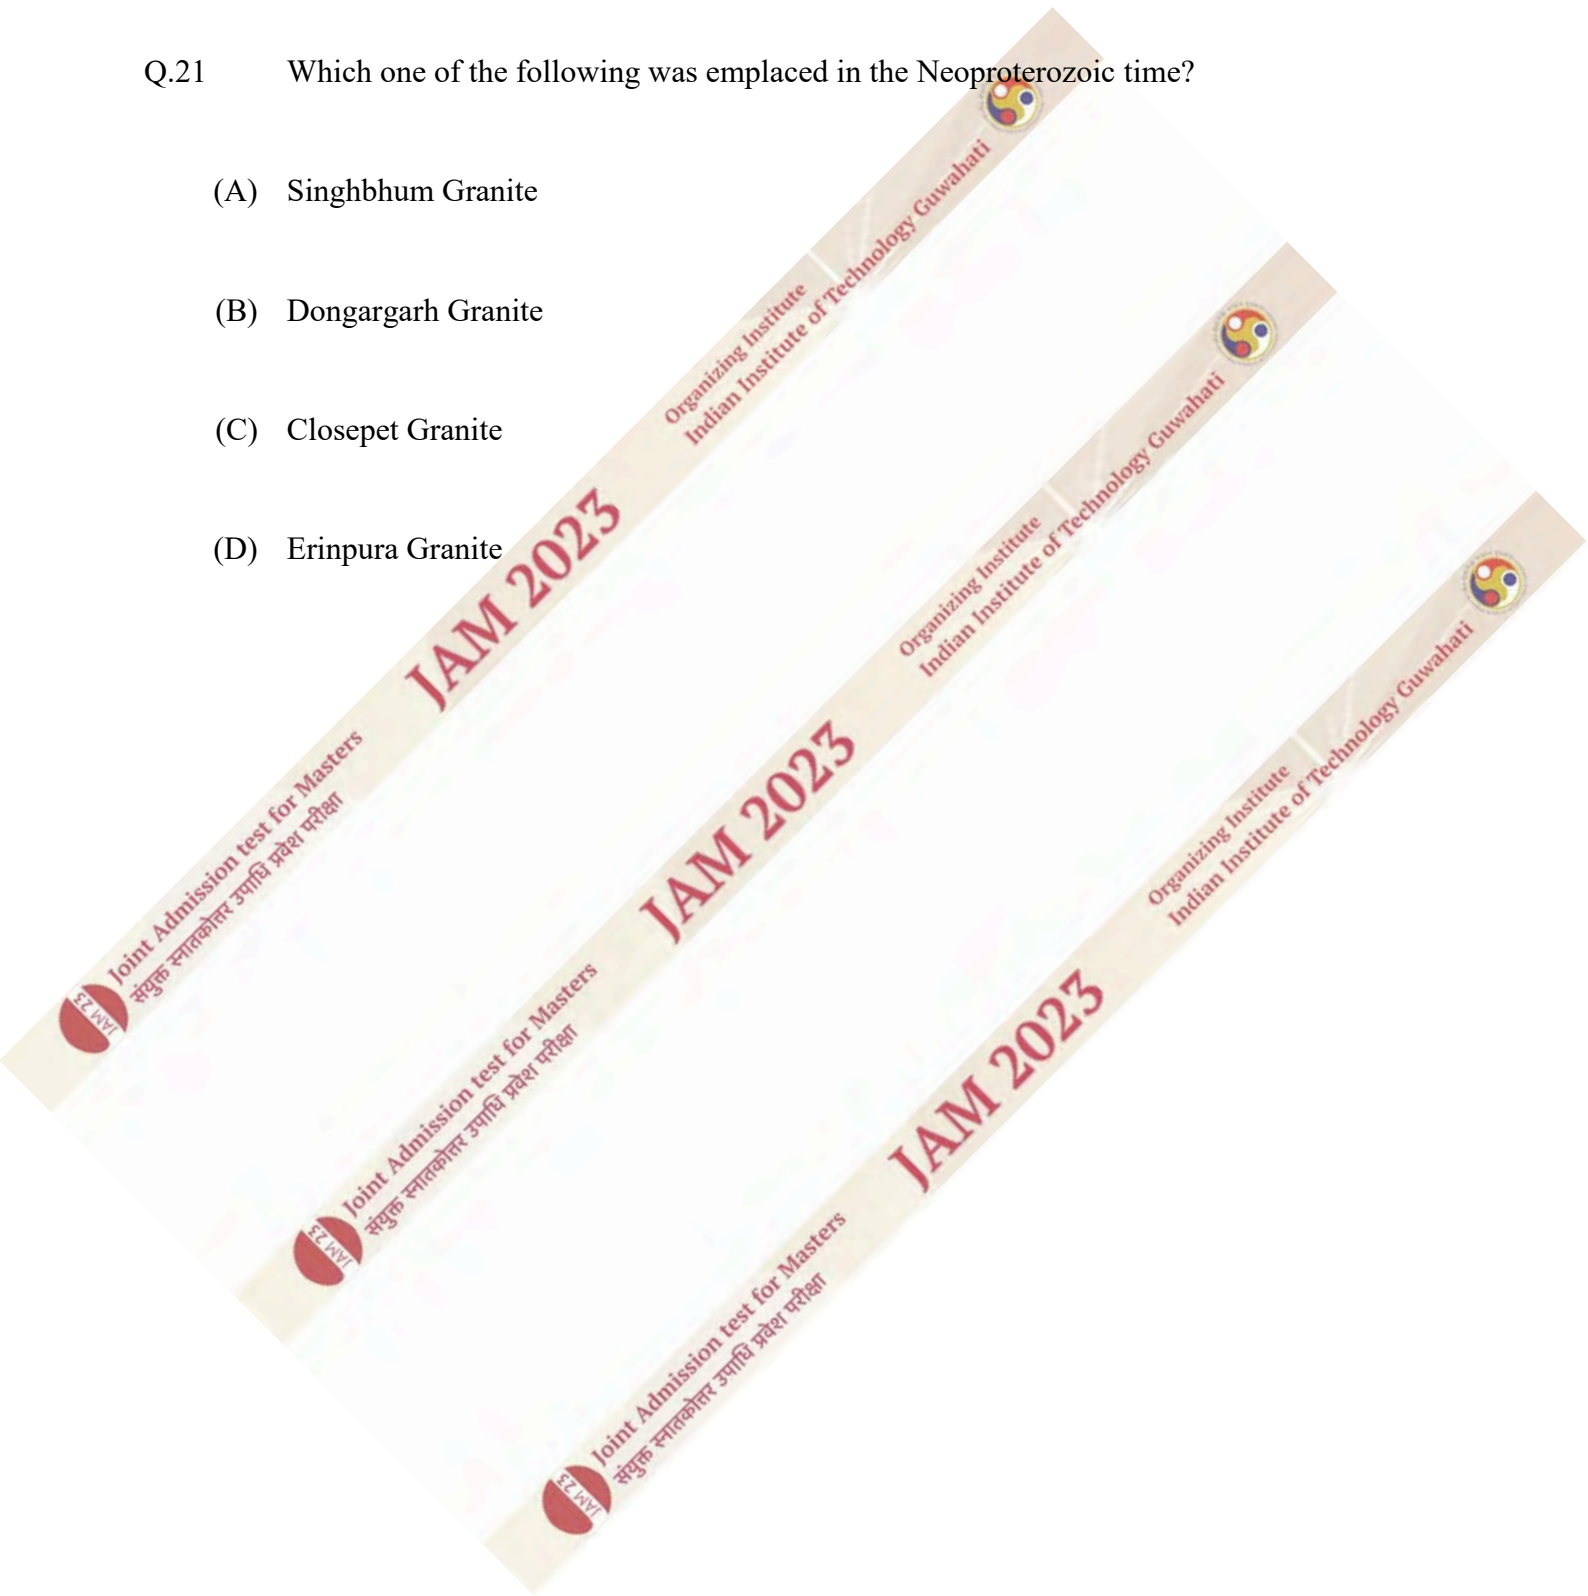 Q.21 Which one of the following was emplaced in the Neoproterozoic time?
(A) Singhbhum Granite
(B) Dongargarh Granite
(C) Closepet Granite
(D) Erinpura Granite
JAM 23
Joint Admission test for Masters
संयुक्त स्नातकोत्तर उपाधि प्रवेश परीक्षा
JAM 2023
Organizing Institute
Indian Institute of Technology Guwahati
JAM 23
Joint Admission test for Masters
संयुक्त स्नातकोत्तर उपाधि प्रवेश परीक्षा
JAM 2023
Organizing Institute
Indian Institute of Technology Guwahati
JAM 23
Joint Admission test for Masters
संयुक्त स्नातकोत्तर उपाधि प्रवेश परीक्षा
JAM 2023
Organizing Institute
Indian Institute of Technology Guwahati